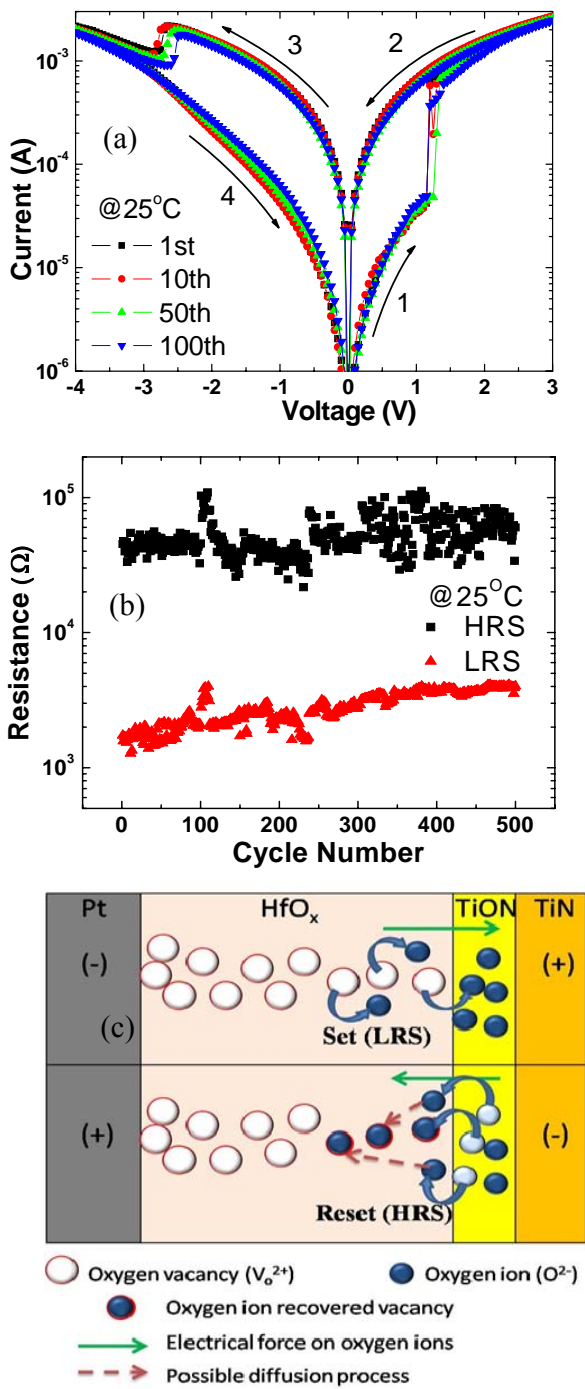 10⁻³
10⁻⁴
10⁻⁵
10⁻⁶
Current (A)
(a)
3
2
4
1
@25°C
1st
10th
50th
100th
-4 -3 -2 -1 0 1 2 3
Voltage (V)
10⁵
10⁴
10³
Resistance (Ω)
(b)
@25°C
HRS
LRS
0 100 200 300 400 500
Cycle Number
Pt HfOₓ TiON TiN
(-) (+)
(c)
Set (LRS)
(+) (-)
Reset (HRS)
Oxygen vacancy (Vₒ²⁺) Oxygen ion (O²⁻)
Oxygen ion recovered vacancy
Electrical force on oxygen ions
Possible diffusion process